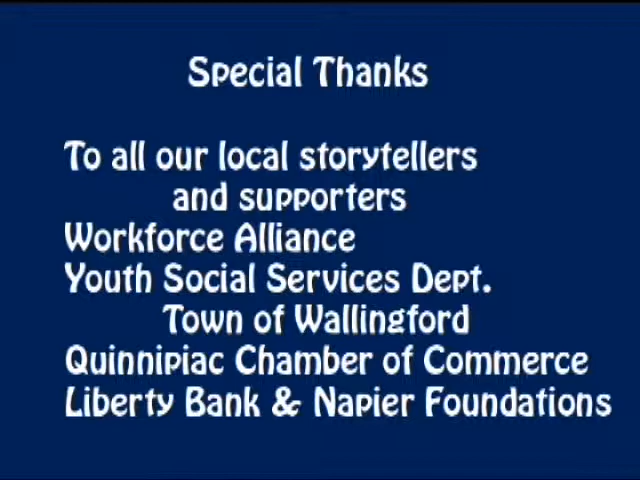 Special Thanks
To all our local storytellers
and supporters
Workforce Alliance
Youth Social Services Dept.
Town of Wallingford
Quinnipiac Chamber of Commerce
Liberty Bank & Napier Foundations